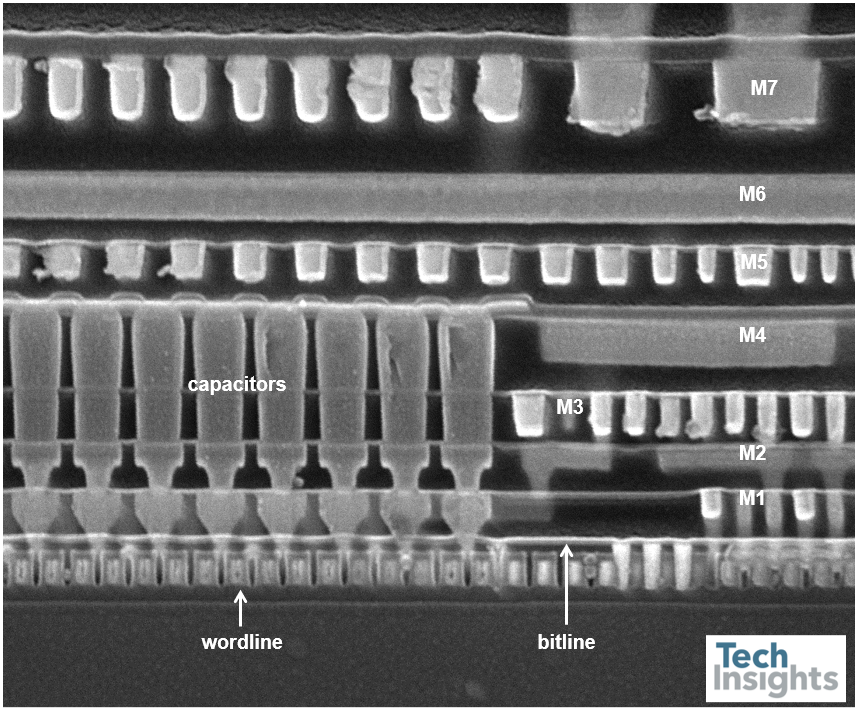 M7
M6
M5
M4
capacitors
M3
M2
M1
wordline
bitline
Tech
Insights